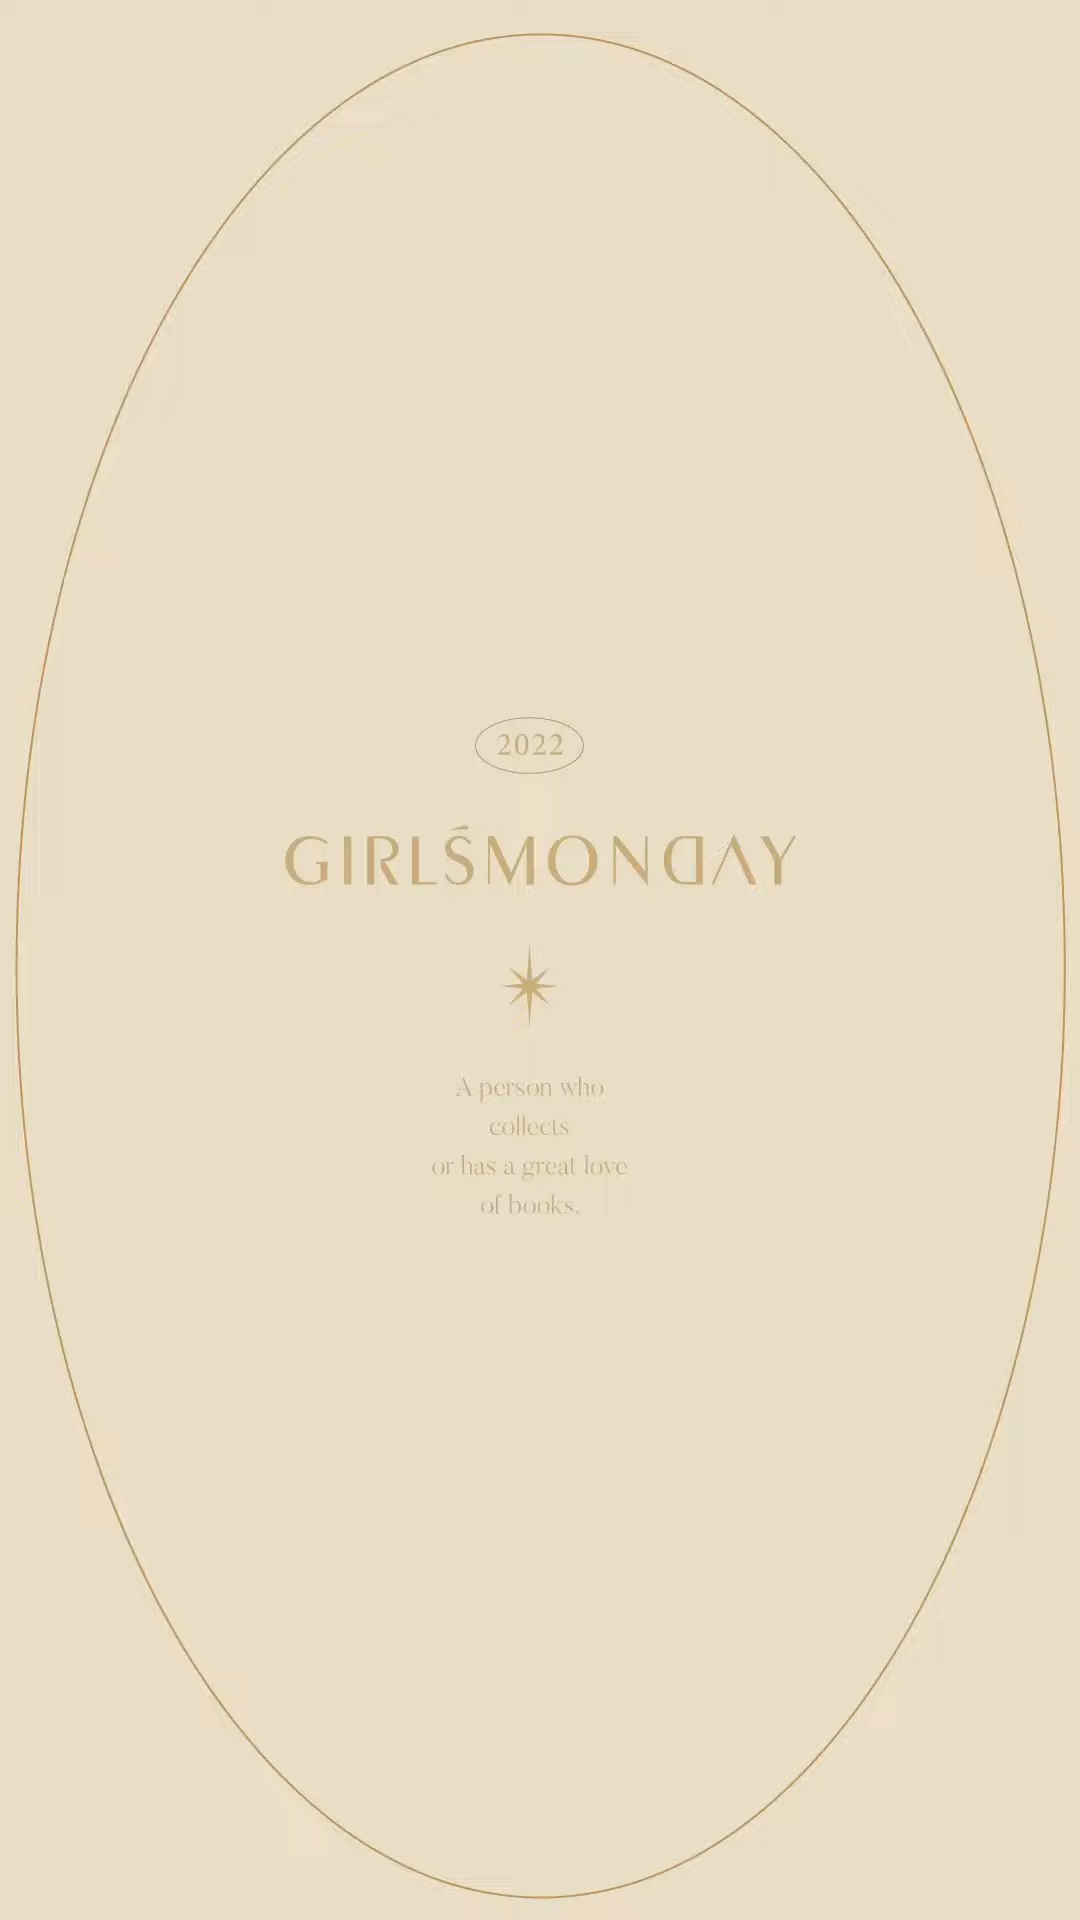 2022
GIRLŚMONDAY
A person who
collects
or has a great love
of books.